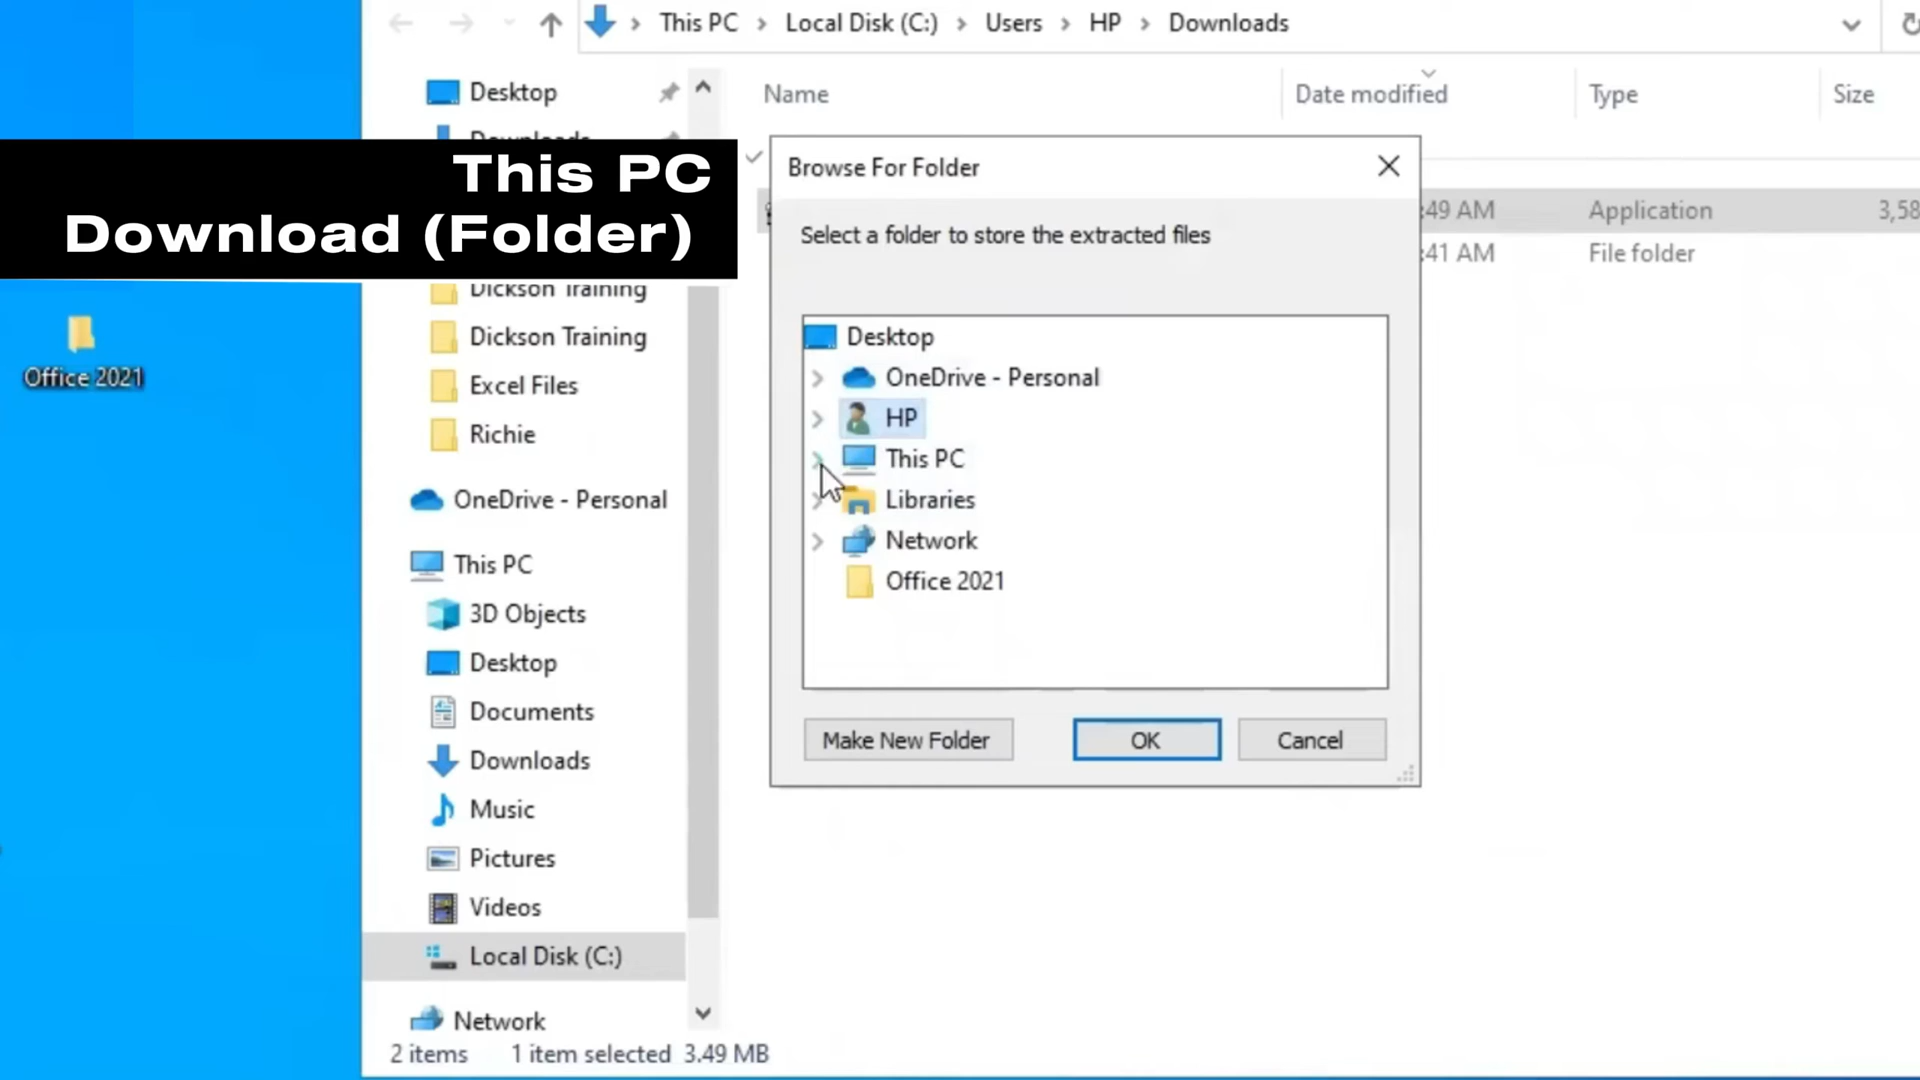 This PC
Local Disk (C:)
Users
HP
Downloads
Desktop
Downloads
This PC
Download (Folder)
Dickson Training
Dickson Training
Excel Files
Richie
OneDrive - Personal
This PC
3D Objects
Desktop
Documents
Downloads
Music
Pictures
Videos
Local Disk (C:)
Network
2 items
1 item selected 3.49 MB
Office 2021
Name
Date modified
Type
Size
:49 AM
Application
3,58
:41 AM
File folder
Browse For Folder
Select a folder to store the extracted files
Desktop
OneDrive - Personal
HP
This PC
Libraries
Network
Office 2021
Make New Folder
OK
Cancel